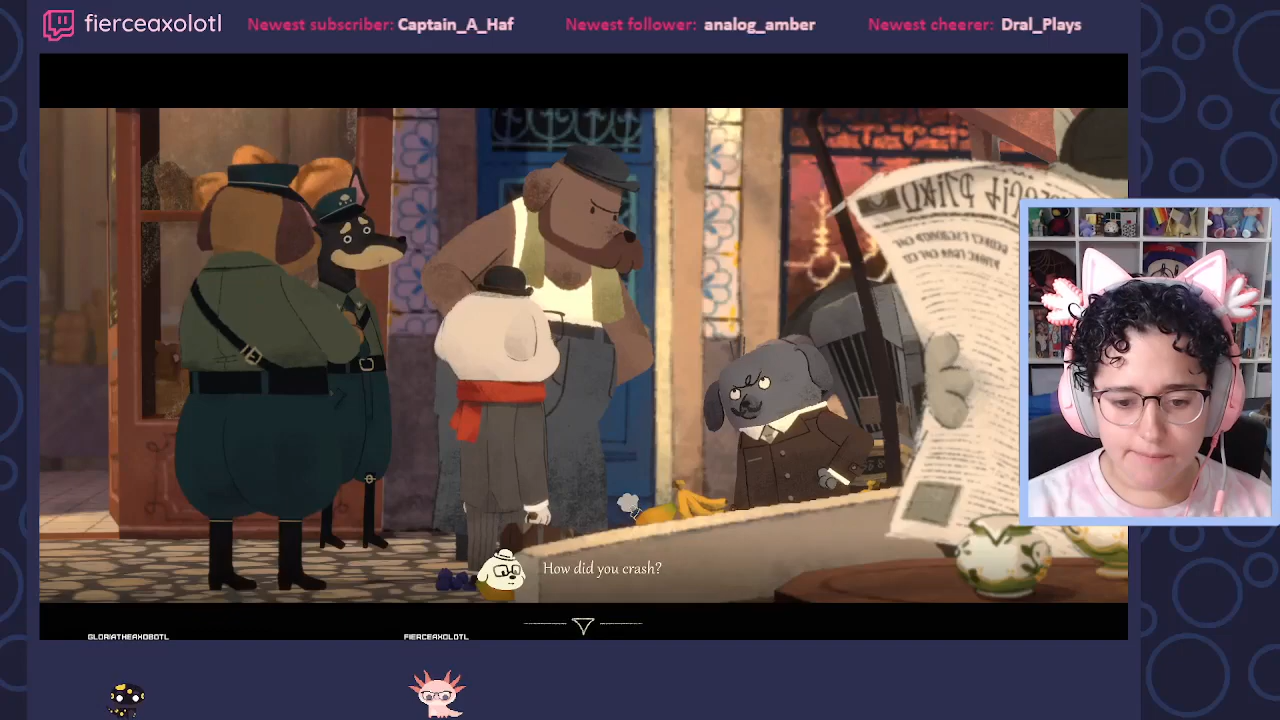 fierceaxolotl
Newest subscriber: Captain_A_Haf
Newest follower: analog_amber
Newest cheerer: Dral_Plays
How did you crash?
GLORIATHEAXOBOTL
FIERCEAXOLOTL